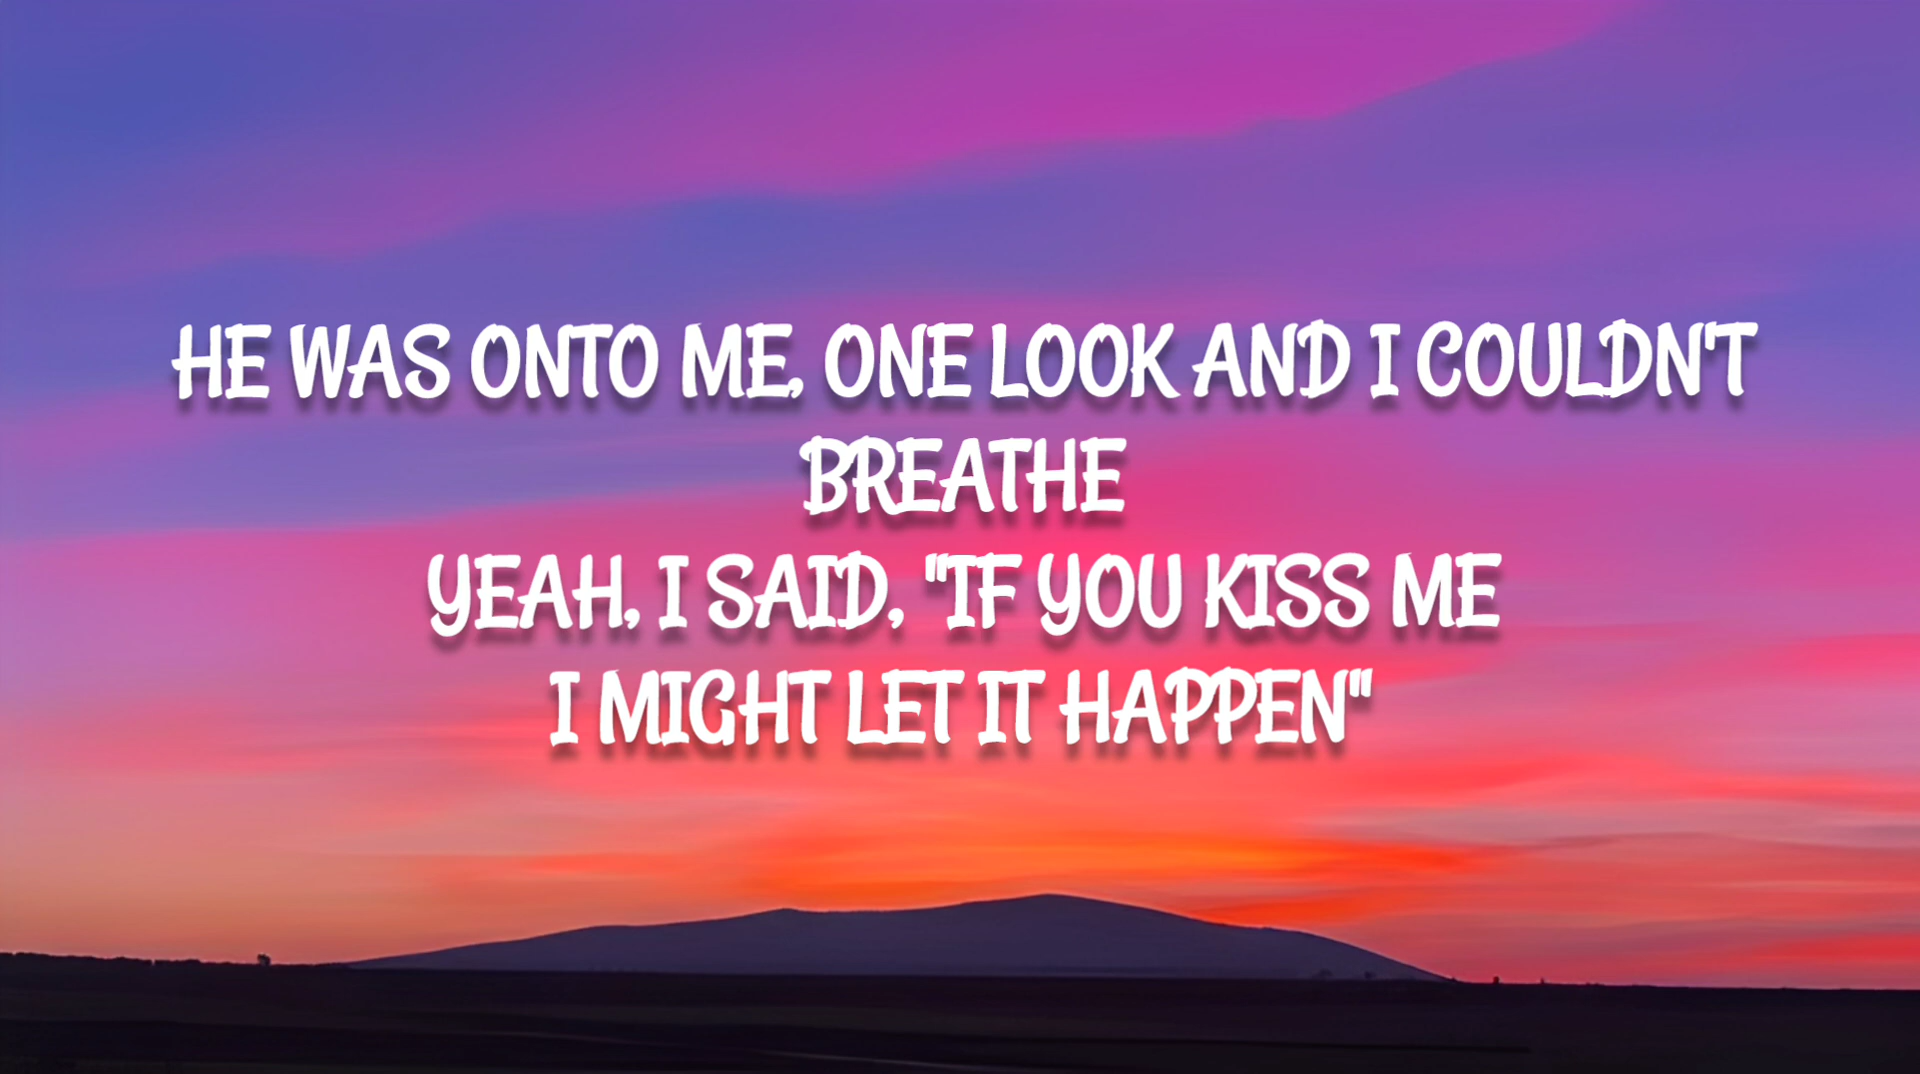 HE WAS ONTO ME, ONE LOOK AND I COULDN'T
BREATHE
YEAH, I SAID, "IF YOU KISS ME
I MIGHT LET IT HAPPEN"